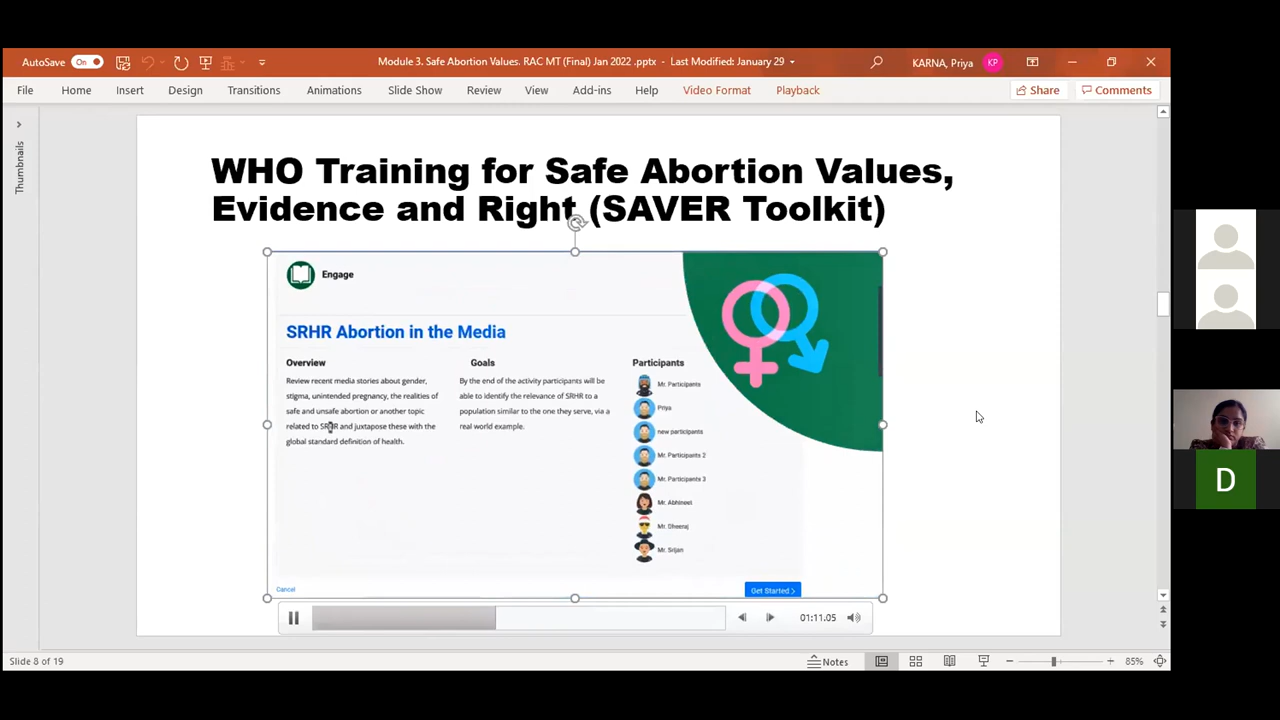 AutoSave On
Module 3. Safe Abortion Values. RAC MT (Final) Jan 2022 .pptx - Last Modified: January 29
KARNA, Priya KP
File Home Insert Design Transitions Animations Slide Show Review View Add-ins Help Video Format Playback Share Comments
Thumbnails
WHO Training for Safe Abortion Values,
Evidence and Right (SAVER Toolkit)
Engage
SRHR Abortion in the Media
Overview
Review recent media stories about gender,
stigma, unintended pregnancy, the realities of
safe and unsafe abortion or another topic
related to SRHR and juxtapose these with the
global standard definition of health.
Goals
By the end of the activity participants will be
able to identify the relevance of SRHR to a
population similar to the one they serve, via a
real world example.
Participants
Mr. Participants
Priya
new participants
Mr. Participants 2
Mr. Participants 3
Mr. Abhineel
Mr. Dheeraj
Mr. Srijan
Cancel
Get Started >
01:11.05
Slide 8 of 19
Notes
85%
D